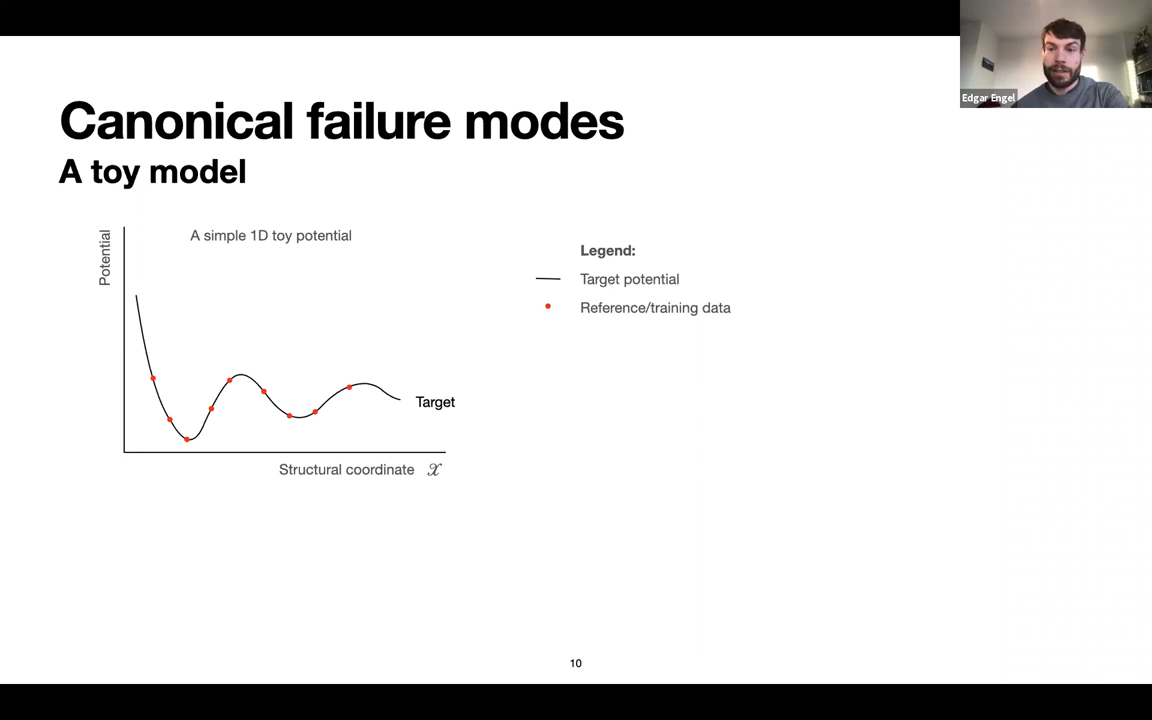 Edgar Engel
Canonical failure modes
A toy model
Potential
A simple 1D toy potential
Target
Structural coordinate 𝒳
Legend:
Target potential
Reference/training data
10